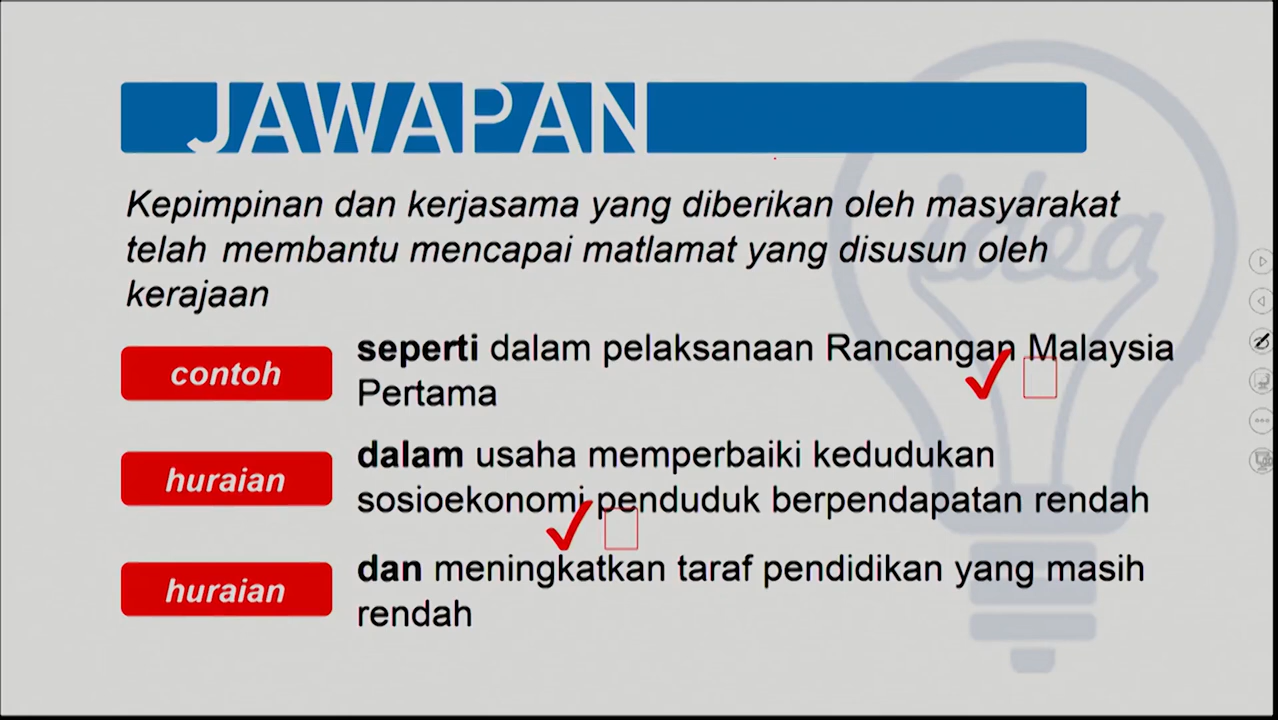 JAWAPAN
Kepimpinan dan kerjasama yang diberikan oleh masyarakat
telah membantu mencapai matlamat yang disusun oleh
kerajaan
contoh
seperti dalam pelaksanaan Rancangan Malaysia
Pertama
huraian
dalam usaha memperbaiki kedudukan
sosioekonomi penduduk berpendapatan rendah
huraian
dan meningkatkan taraf pendidikan yang masih
rendah
idea